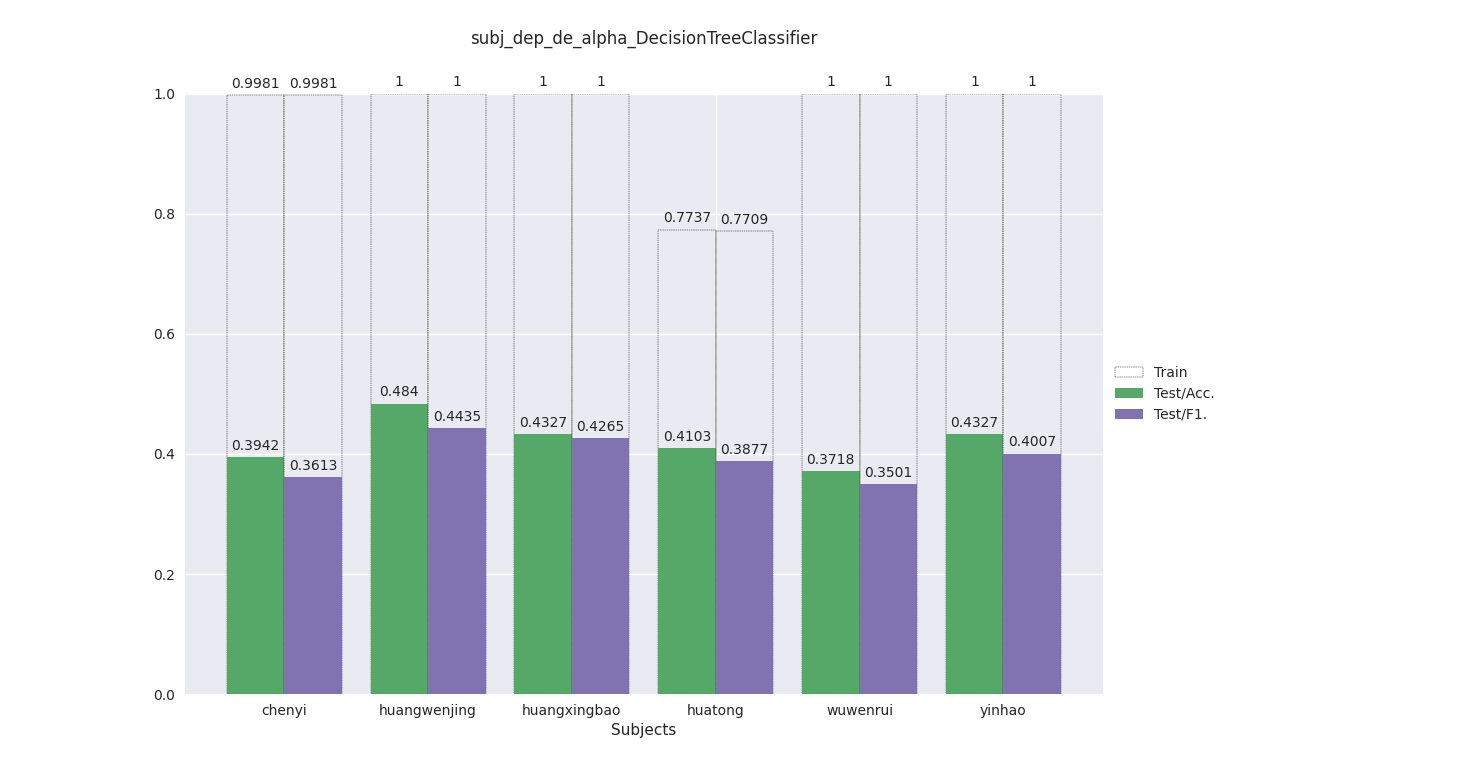 subj_dep_de_alpha_DecisionTreeClassifier
0.9981 0.9981 1 1 1 1 1 1 1 1
1.0
0.8
0.7737 0.7709
0.6
Train
0.484
Test/Acc.
0.4435 0.4327 0.4265 0.4327
Test/F1.
0.3942 0.4103 0.4007
0.4
0.3613 0.3877 0.3718 0.3501
0.2
0.0
chenyi huangwenjing huangxingbao huatong wuwenrui yinhao
Subjects